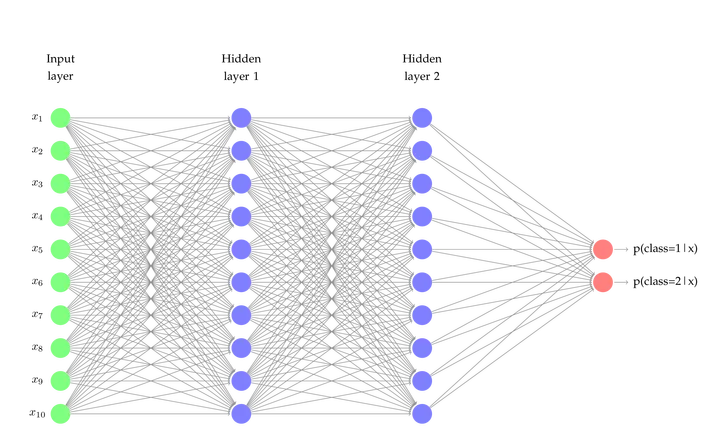 Input
layer
Hidden
layer 1
Hidden
layer 2
x₁
x₂
x₃
x₄
x₅
x₆
x₇
x₈
x₉
x₁₀
p(class=1|x)
p(class=2|x)